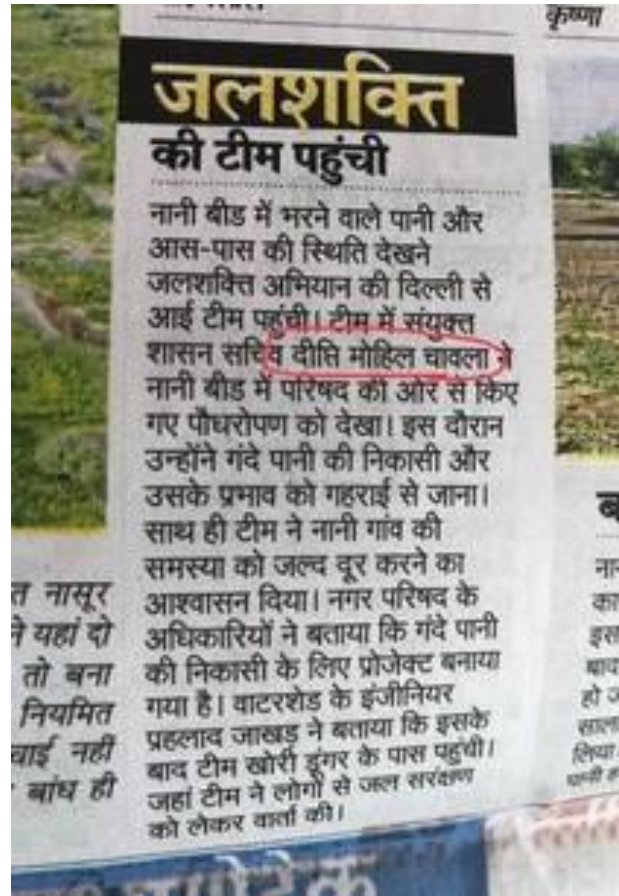 कृष्णा
जलशक्ति
की टीम पहुंची
नानी बीड में भरने वाले पानी और
आस-पास की स्थिति देखने
जलशक्ति अभियान की दिल्ली से
आई टीम पहुंची। टीम में संयुक्त
शासन सचिव दीप्ति मोहिल चावला ने
नानी बीड में परिषद की ओर से किए
गए पौधरोपण को देखा। इस दौरान
उन्होंने गंदे पानी की निकासी और
उसके प्रभाव को गहराई से जाना।
साथ ही टीम ने नानी गांव की
समस्या को जल्द दूर करने का
आश्वासन दिया। नगर परिषद के
अधिकारियों ने बताया कि गंदे पानी
की निकासी के लिए प्रोजेक्ट बनाया
गया है। वाटरशेड के इंजीनियर
प्रहलाद जाखड़ ने बताया कि इसके
बाद टीम खोरी डूंगर के पास पहुंची।
जहां टीम ने लोगों से जल सरंक्षण
को लेकर वार्ता की।
त नासूर
ने यहां दो
तो बना
नियमित
चाई नहीं
बांध ही